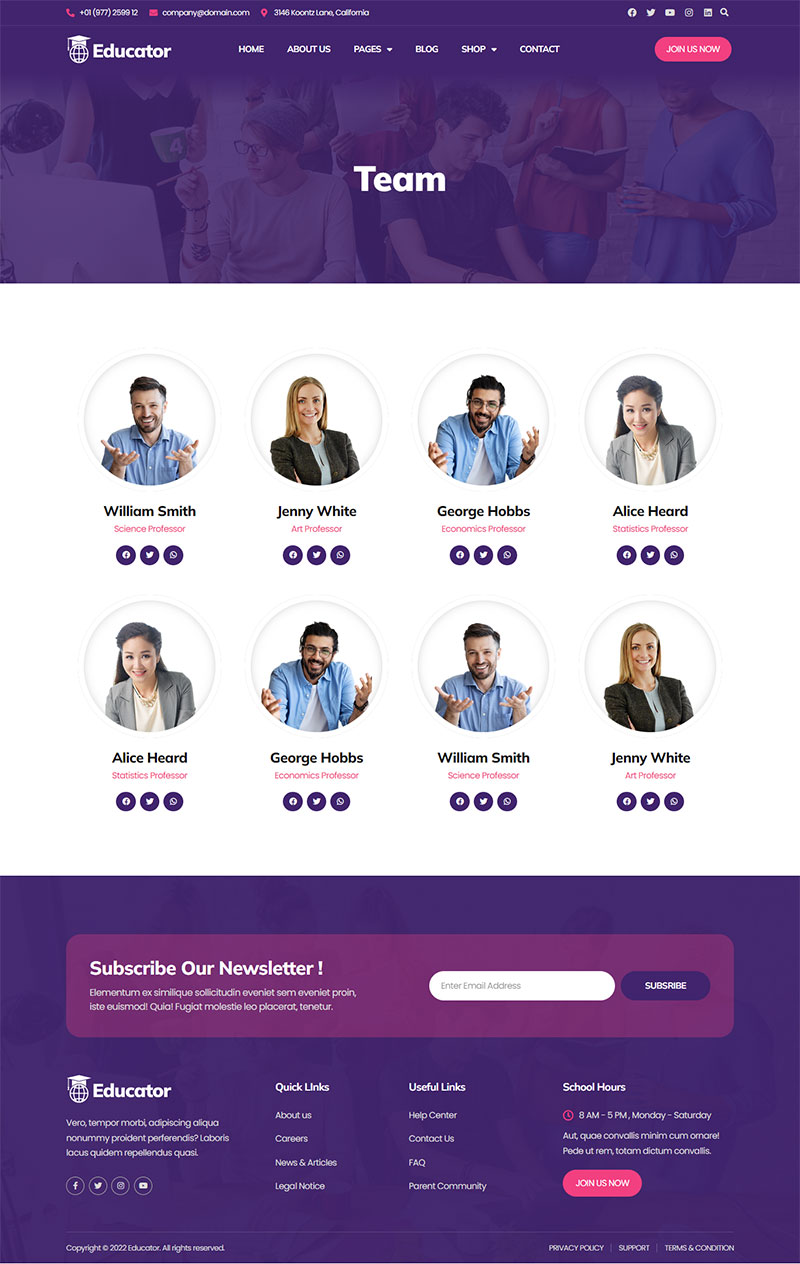 +01 (977) 2599 12 company@domain.com 3146 Koontz Lane, California
Educator HOME ABOUT US PAGES BLOG SHOP CONTACT JOIN US NOW
4
Team
William Smith Jenny White George Hobbs Alice Heard
Science Professor Art Professor Economics Professor Statistics Professor
Alice Heard George Hobbs William Smith Jenny White
Statistics Professor Economics Professor Science Professor Art Professor
Subscribe Our Newsletter !
Elementum ex similique sollicitudin eveniet sem eveniet proin,
iste euismod! Quia! Fugiat molestie leo placerat, tenetur.
Enter Email Address SUBSRIBE
Educator
Vero, tempor morbi, adipiscing aliqua
nonummy proident perferendis? Laboris
lacus quidem repellendus quasi.
Quick LInks
About us
Careers
News & Articles
Legal Notice
Useful Links
Help Center
Contact Us
FAQ
Parent Community
School Hours
8 AM - 5 PM , Monday - Saturday
Aut, quae convallis minim cum ornare!
Pede ut rem, totam dictum convallis.
JOIN US NOW
Copyright © 2022 Educator. All rights reserved. PRIVACY POLICY SUPPORT TERMS & CONDITION